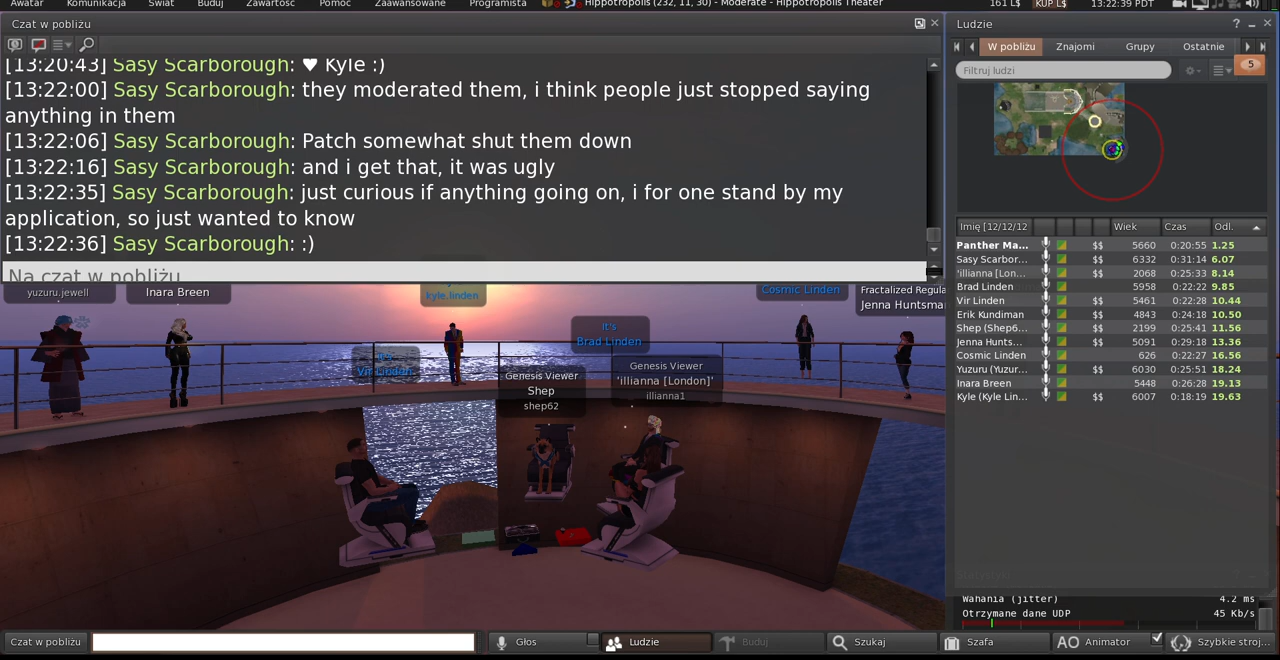 Awatar Komunikacja Świat Buduj Zawartość Pomoc Zaawansowane Programista Hippotropolis (232, 11, 30) - Moderate - Hippotropolis Theater 161 L$ KUP L$ 13:22:39 PDT
Czat w pobliżu
[13:20:43] Sasy Scarborough: ♥ Kyle :)
[13:22:00] Sasy Scarborough: they moderated them, i think people just stopped saying
anything in them
[13:22:06] Sasy Scarborough: Patch somewhat shut them down
[13:22:16] Sasy Scarborough: and i get that, it was ugly
[13:22:35] Sasy Scarborough: just curious if anything going on, i for one stand by my
application, so just wanted to know
[13:22:36] Sasy Scarborough: :)
Na czat w pobliżu
yuzuru.jewell
Inara Breen
kyle.linden
Cosmic Linden
Fractalized Regula
Jenna Huntsma
It's
Brad Linden
It's
Vir Linden
Genesis Viewer
Shep
shep62
Genesis Viewer
'illianna [London]'
illianna1
Ludzie
W pobliżu Znajomi Grupy Ostatnie
Filtruj ludzi
5
Imię [12/12/12 Wiek Czas Odl.
Panther Ma... 5660 0:20:55 1.25
Sasy Scarbor... $$ 6332 0:31:14 6.07
'illianna [Lon... $$ 2068 0:25:33 8.14
Brad Linden 5958 0:22:22 9.85
Vir Linden $$ 5461 0:22:28 10.44
Erik Kundiman $$ 4843 0:24:18 10.50
Shep (Shep6... $$ 2199 0:25:41 11.56
Jenna Hunts... $$ 5091 0:29:18 13.36
Cosmic Linden 626 0:22:27 16.56
Yuzuru (Yuzur... $$ 6030 0:25:51 18.24
Inara Breen 5448 0:26:28 19.13
Kyle (Kyle Lin... $$ 6007 0:18:19 19.63
Wahania (jitter) 4.2 ms
Otrzymane dane UDP 45 Kb/s
Czat w pobliżu Głos Ludzie Buduj Szukaj Szafa AO Animator Szybkie stroj...